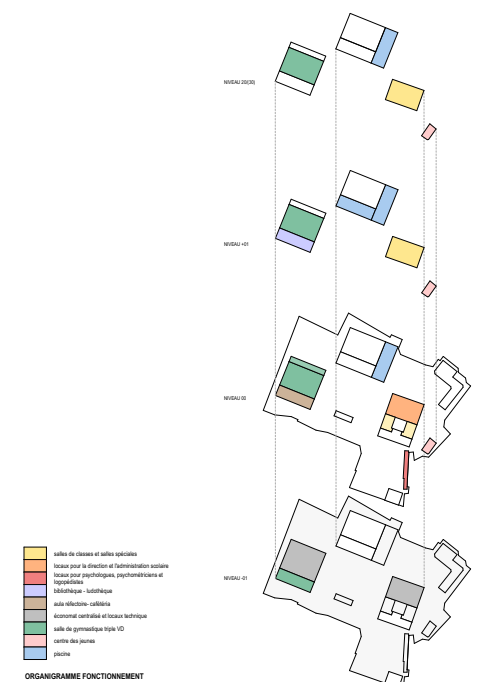 NIVEAU 20(/30)
NIVEAU +01
NIVEAU 00
NIVEAU -01
salles de classes et salles spéciales
locaux pour la direction et l'administration scolaire
locaux pour psychologues, psychométriciens et
logopédistes
bibliothèque - ludothèque
aula réfectoire- cafétéria
économat centralisé et locaux technique
salle de gymnastique triple VD
centre des jeunes
piscine
ORGANIGRAMME FONCTIONNEMENT